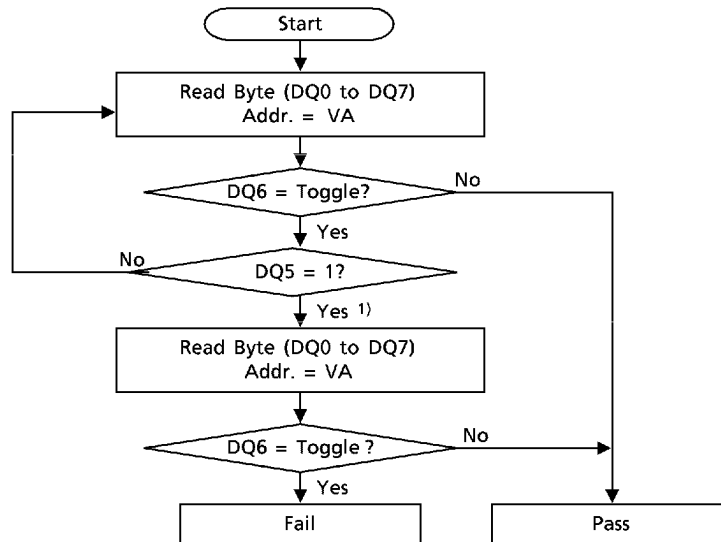 Start
Read Byte (DQ0 to DQ7)
Addr. = VA
DQ6 = Toggle?
No
Yes
No
DQ5 = 1?
Yes 1)
Read Byte (DQ0 to DQ7)
Addr. = VA
DQ6 = Toggle ?
No
Yes
Fail
Pass